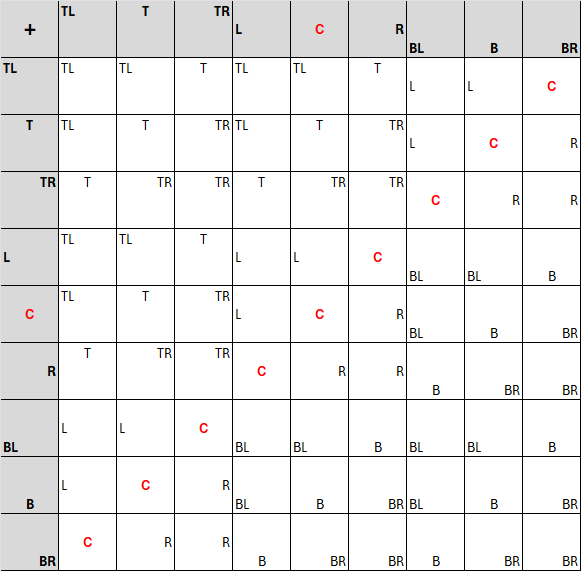 + TL T TR L C R BL B BR
TL TL TL T TL TL T L L C
T TL T TR TL T TR L C R
TR T TR TR T TR TR C R R
L TL TL T L L C BL BL B
C TL T TR L C R BL B BR
R T TR TR C R R B BR BR
BL L L C BL BL B BL BL B
B L C R BL B BR BL B BR
BR C R R B BR BR B BR BR